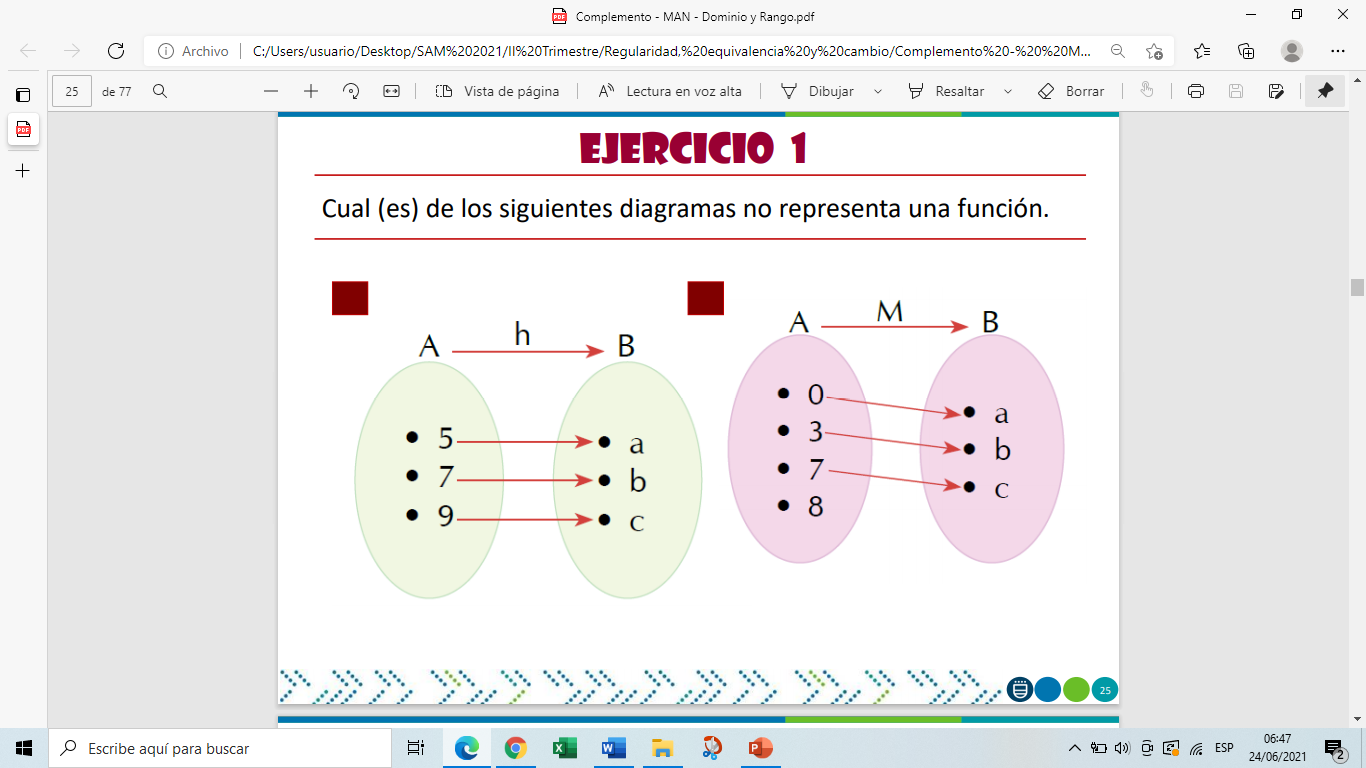 Complemento - MAN - Dominio y Rango.pdf
Archivo
C:/Users/usuario/Desktop/SAM%202021/II%20Trimestre/Regularidad,%20equivalencia%20y%20cambio/Complemento%20-%20%20M...
25 de 77
Vista de página
Lectura en voz alta
Dibujar
Resaltar
Borrar
EJERCICIO 1
Cual (es) de los siguientes diagramas no representa una función.
A h B
5 a
7 b
9 c
A M B
0 a
3 b
7 c
8
25
Escribe aquí para buscar
ESP
06:47
24/06/2021
2